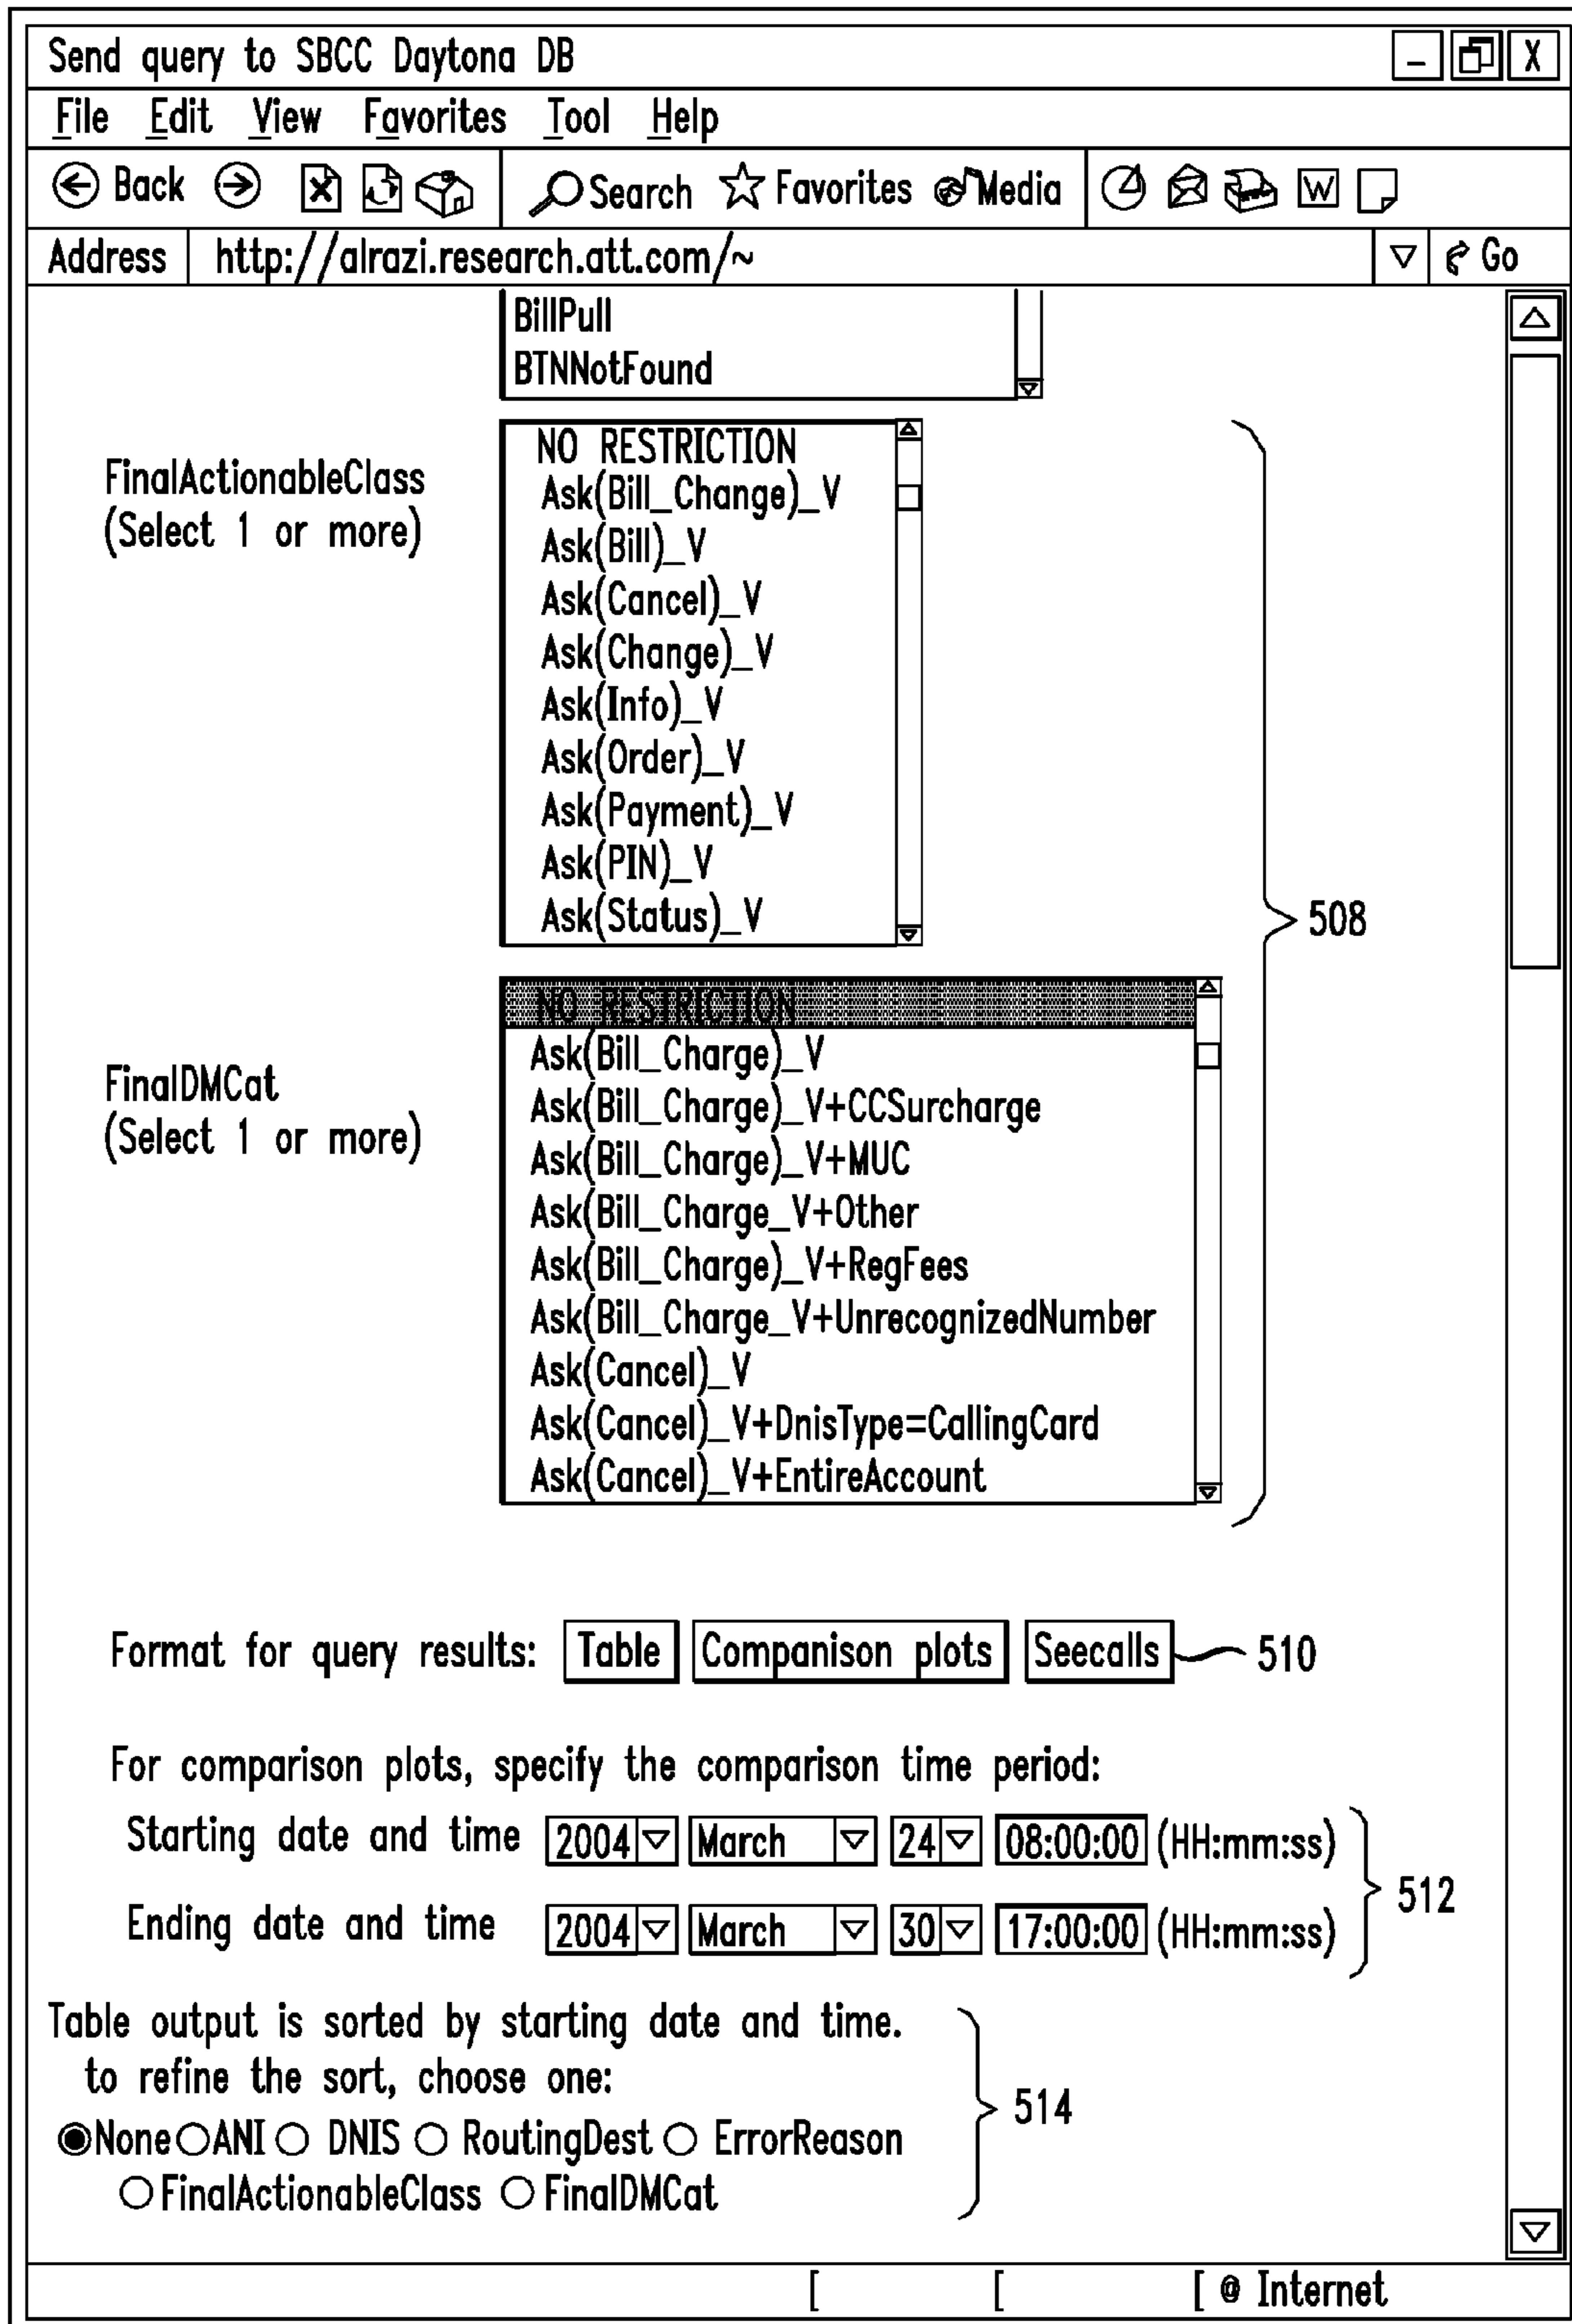 Send query to SBCC Daytona DB
_ X
File Edit View Favorites Tool Help
Back Search Favorites Media W
Address http://alrazi.research.att.com/~ Go
BillPull
BTNNotFound
FinalActionableClass
(Select 1 or more)
NO RESTRICTION
Ask(Bill_Change)_V
Ask(Bill)_V
Ask(Cancel)_V
Ask(Change)_V
Ask(Info)_V
Ask(Order)_V
Ask(Payment)_V
Ask(PIN)_V
Ask(Status)_V
508
FinalDMCat
(Select 1 or more)
NO RESTRICTION
Ask(Bill_Charge)_V
Ask(Bill_Charge)_V+CCSurcharge
Ask(Bill_Charge)_V+MUC
Ask(Bill_Charge_V+Other
Ask(Bill_Charge)_V+RegFees
Ask(Bill_Charge_V+UnrecognizedNumber
Ask(Cancel)_V
Ask(Cancel)_V+DnisType=CallingCard
Ask(Cancel)_V+EntireAccount
Format for query results: Table Companison plots Seecalls 510
For comparison plots, specify the comparison time period:
Starting date and time 2004 March 24 08:00:00 (HH:mm:ss)
Ending date and time 2004 March 30 17:00:00 (HH:mm:ss)
512
Table output is sorted by starting date and time.
to refine the sort, choose one:
None ANI DNIS RoutingDest ErrorReason
FinalActionableClass FinalDMCat
514
[ [ [ @ Internet